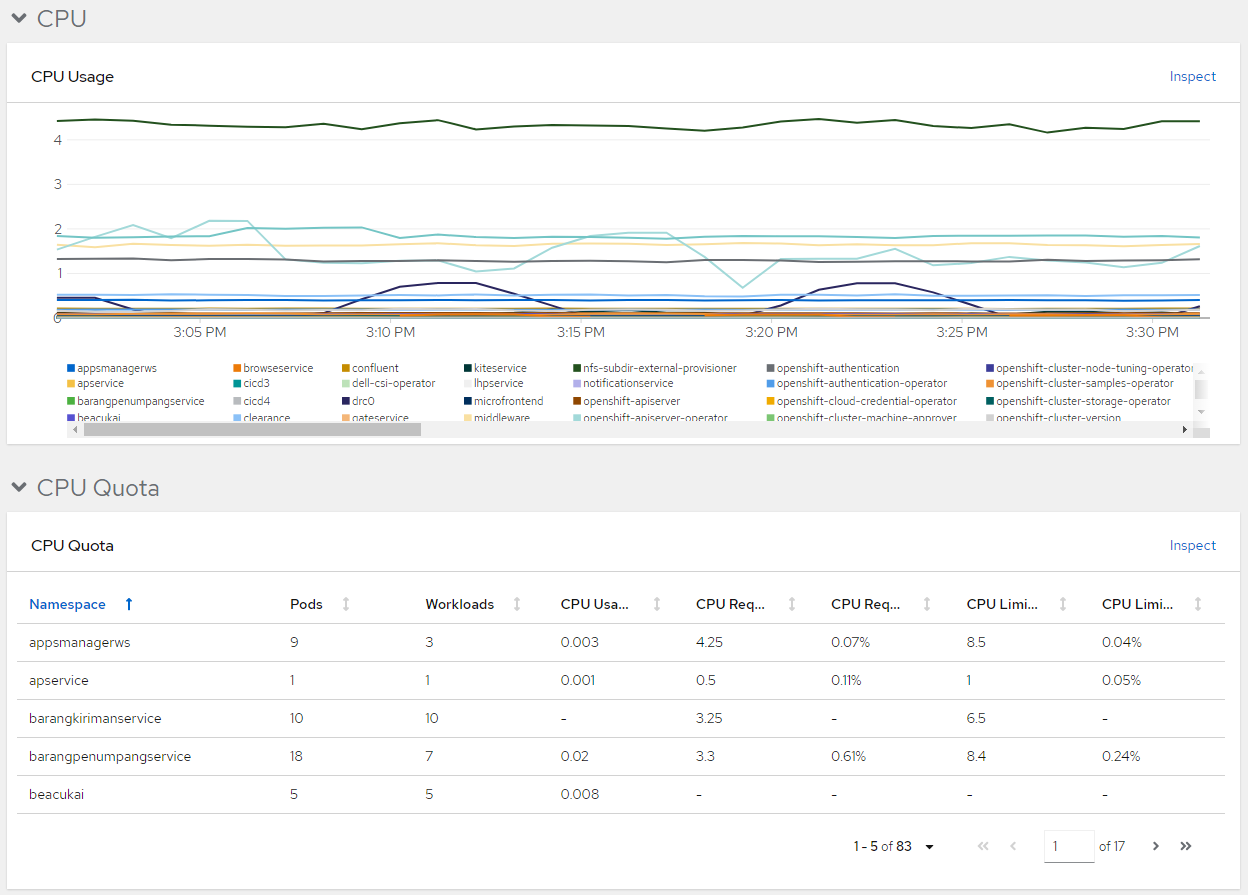 CPU
CPU Usage Inspect
4
3
2
1
0
3:05 PM 3:10 PM 3:15 PM 3:20 PM 3:25 PM 3:30 PM
appsmanagerws browseservice confluent kiteservice nfs-subdir-external-provisioner openshift-authentication openshift-cluster-node-tuning-operator
apservice cicd3 dell-csi-operator lhpservice notificationservice openshift-authentication-operator openshift-cluster-samples-operator
barangpenumpangservice cicd4 drc0 microfrontend openshift-apiserver openshift-cloud-credential-operator openshift-cluster-storage-operator
beacukai clearance gateservice middleware openshift-apiserver-operator openshift-cluster-machine-approver openshift-cluster-version
CPU Quota
CPU Quota Inspect
Namespace Pods Workloads CPU Usa... CPU Req... CPU Req... CPU Limi... CPU Limi...
appsmanagerws 9 3 0.003 4.25 0.07% 8.5 0.04%
apservice 1 1 0.001 0.5 0.11% 1 0.05%
barangkirimanservice 10 10 - 3.25 - 6.5 -
barangpenumpangservice 18 7 0.02 3.3 0.61% 8.4 0.24%
beacukai 5 5 0.008 - - - -
1 - 5 of 83 1 of 17